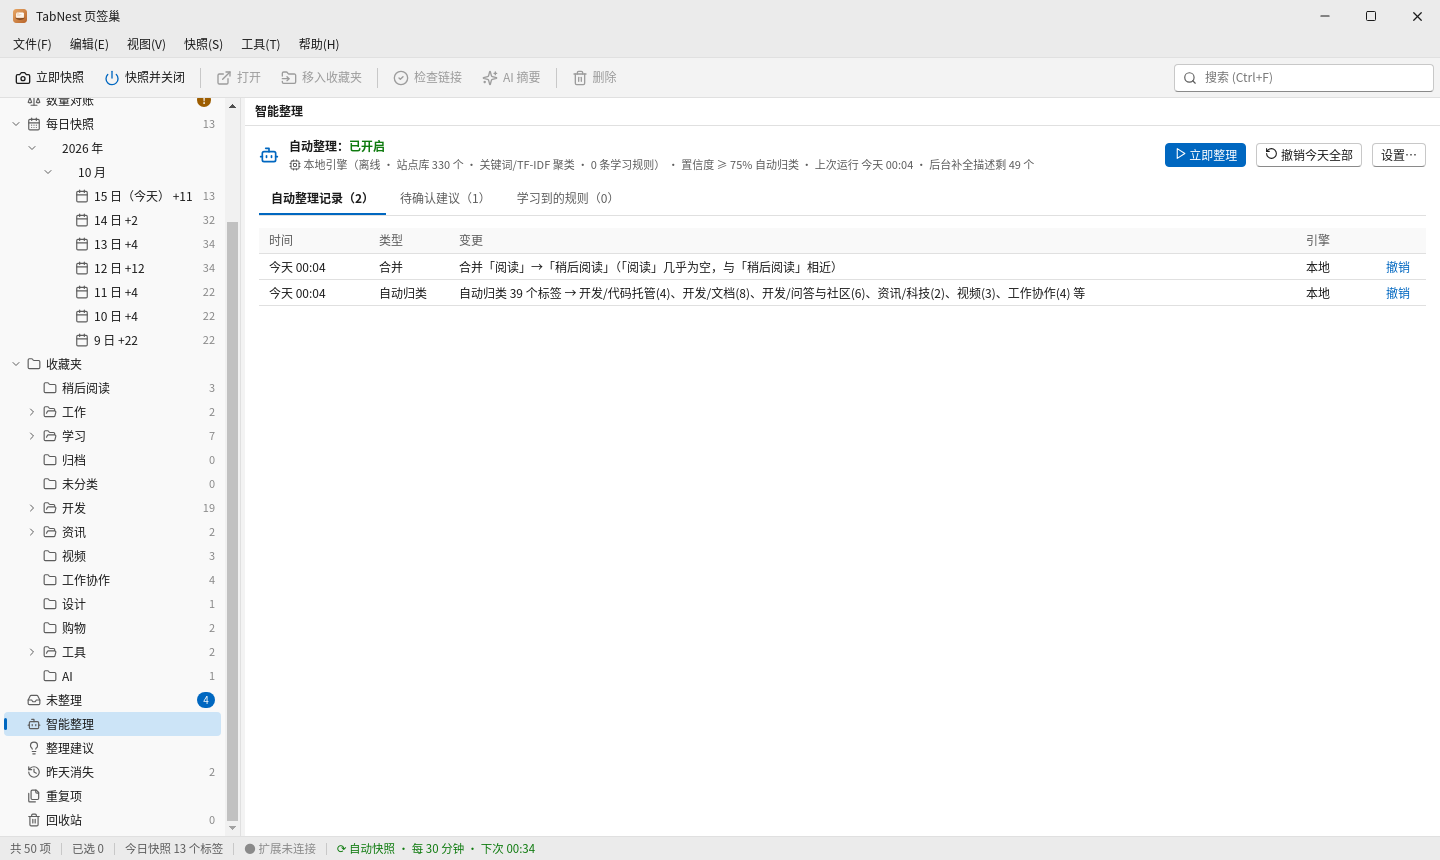 TabNest 页签巢
文件(F) 编辑(E) 视图(V) 快照(S) 工具(T) 帮助(H)
立即快照 快照并关闭 打开 移入收藏夹 检查链接 AI 摘要 删除 搜索 (Ctrl+F)
数量对账 !
每日快照 13
2026 年
10 月
15 日（今天） +11 13
14 日 +2 32
13 日 +4 34
12 日 +12 34
11 日 +4 22
10 日 +4 22
9 日 +22 22
收藏夹
稍后阅读 3
工作 2
学习 7
归档 0
未分类 0
开发 19
资讯 2
视频 3
工作协作 4
设计 1
购物 2
工具 2
AI 1
未整理 4
智能整理
整理建议
昨天消失 2
重复项
回收站 0
智能整理
自动整理：已开启
本地引擎（离线 · 站点库 330 个 · 关键词/TF-IDF 聚类 · 0 条学习规则） · 置信度 ≥ 75% 自动归类 · 上次运行 今天 00:04 · 后台补全描述剩 49 个
立即整理 撤销今天全部 设置…
自动整理记录（2） 待确认建议（1） 学习到的规则（0）
时间 类型 变更 引擎
今天 00:04 合并 合并「阅读」→「稍后阅读」（「阅读」几乎为空，与「稍后阅读」相近） 本地 撤销
今天 00:04 自动归类 自动归类 39 个标签 → 开发/代码托管(4)、开发/文档(8)、开发/问答与社区(6)、资讯/科技(2)、视频(3)、工作协作(4) 等 本地 撤销
共 50 项 已选 0 今日快照 13 个标签 扩展未连接 ⟳ 自动快照 · 每 30 分钟 · 下次 00:34